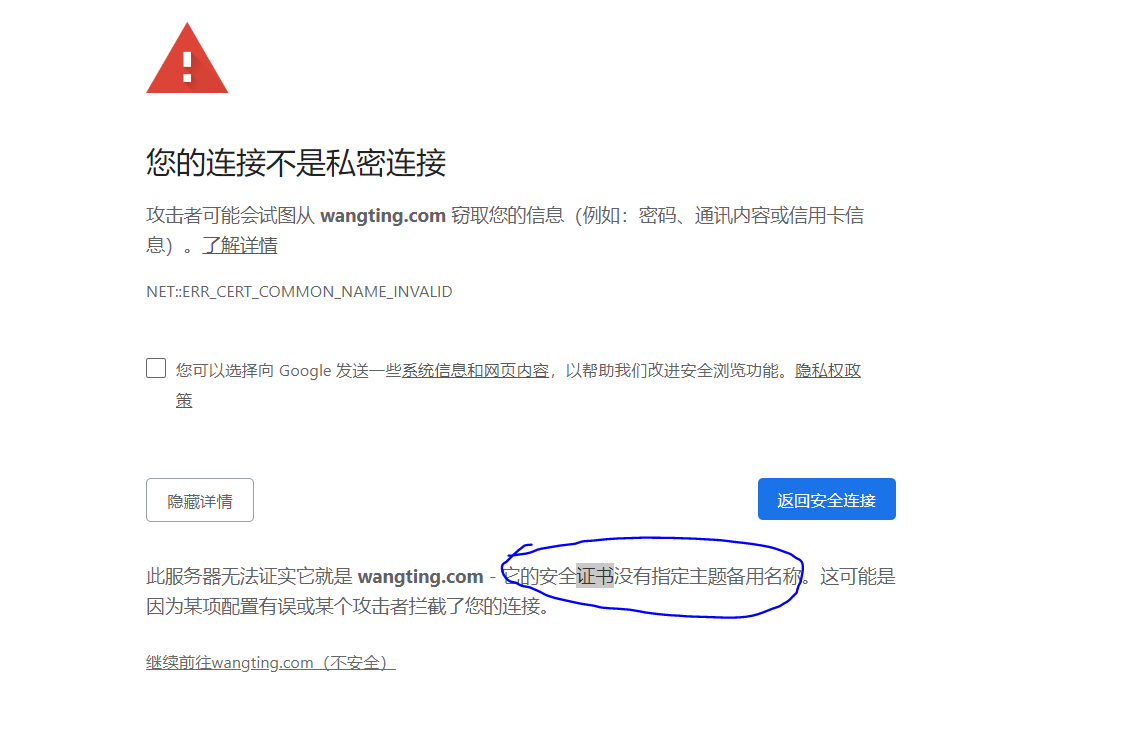 您的连接不是私密连接
攻击者可能会试图从 wangting.com 窃取您的信息（例如：密码、通讯内容或信用卡信
息）。了解详情
NET::ERR_CERT_COMMON_NAME_INVALID
您可以选择向 Google 发送一些系统信息和网页内容，以帮助我们改进安全浏览功能。隐私权政
策
隐藏详情
返回安全连接
此服务器无法证实它就是 wangting.com - 它的安全证书没有指定主题备用名称。这可能是
因为某项配置有误或某个攻击者拦截了您的连接。
继续前往wangting.com（不安全）